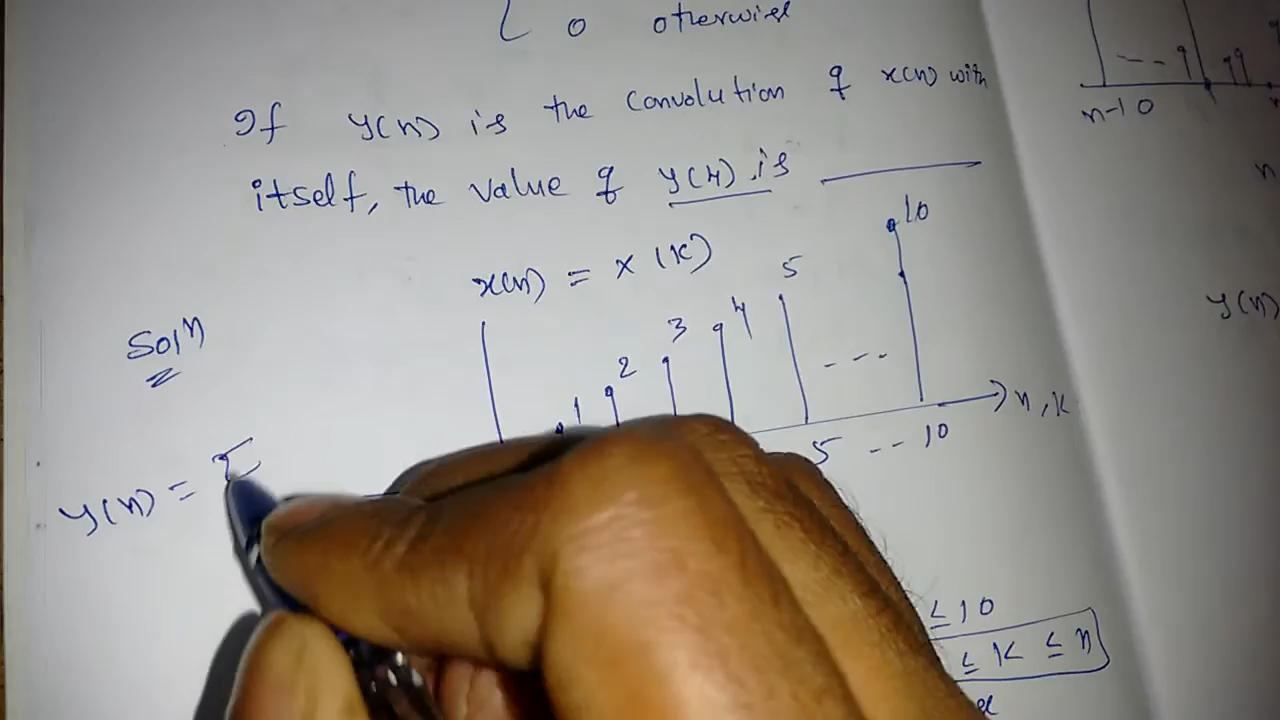 0 otherwise
If y(n) is the convolution of x(n) with
itself, the value of y(4) is ______
x(n) = x(k)
Soln
1 2 3 4 5 --- 10
5 --- 10
n, k
y(n) = Σ
≤ 10
≤ k ≤ n
n-10
---
y(n)